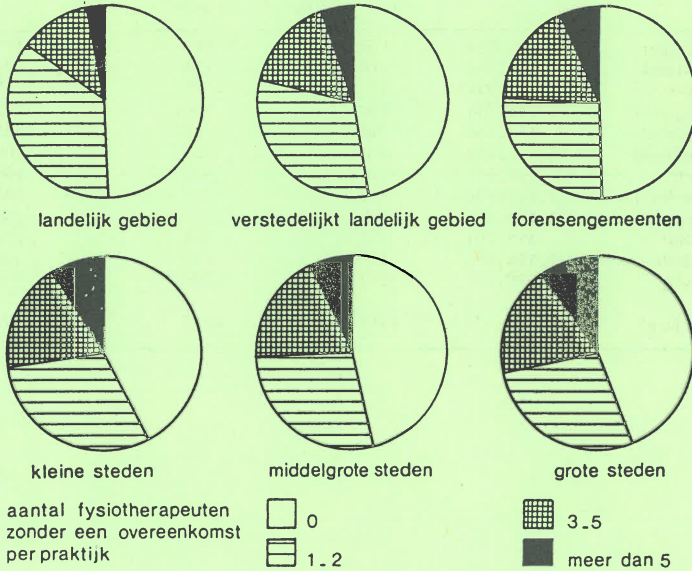 landelijk gebied
verstedelijkt landelijk gebied
forensengemeenten
kleine steden
middelgrote steden
grote steden
aantal fysiotherapeuten
zonder een overeenkomst
per praktijk
0
1-2
3-5
meer dan 5